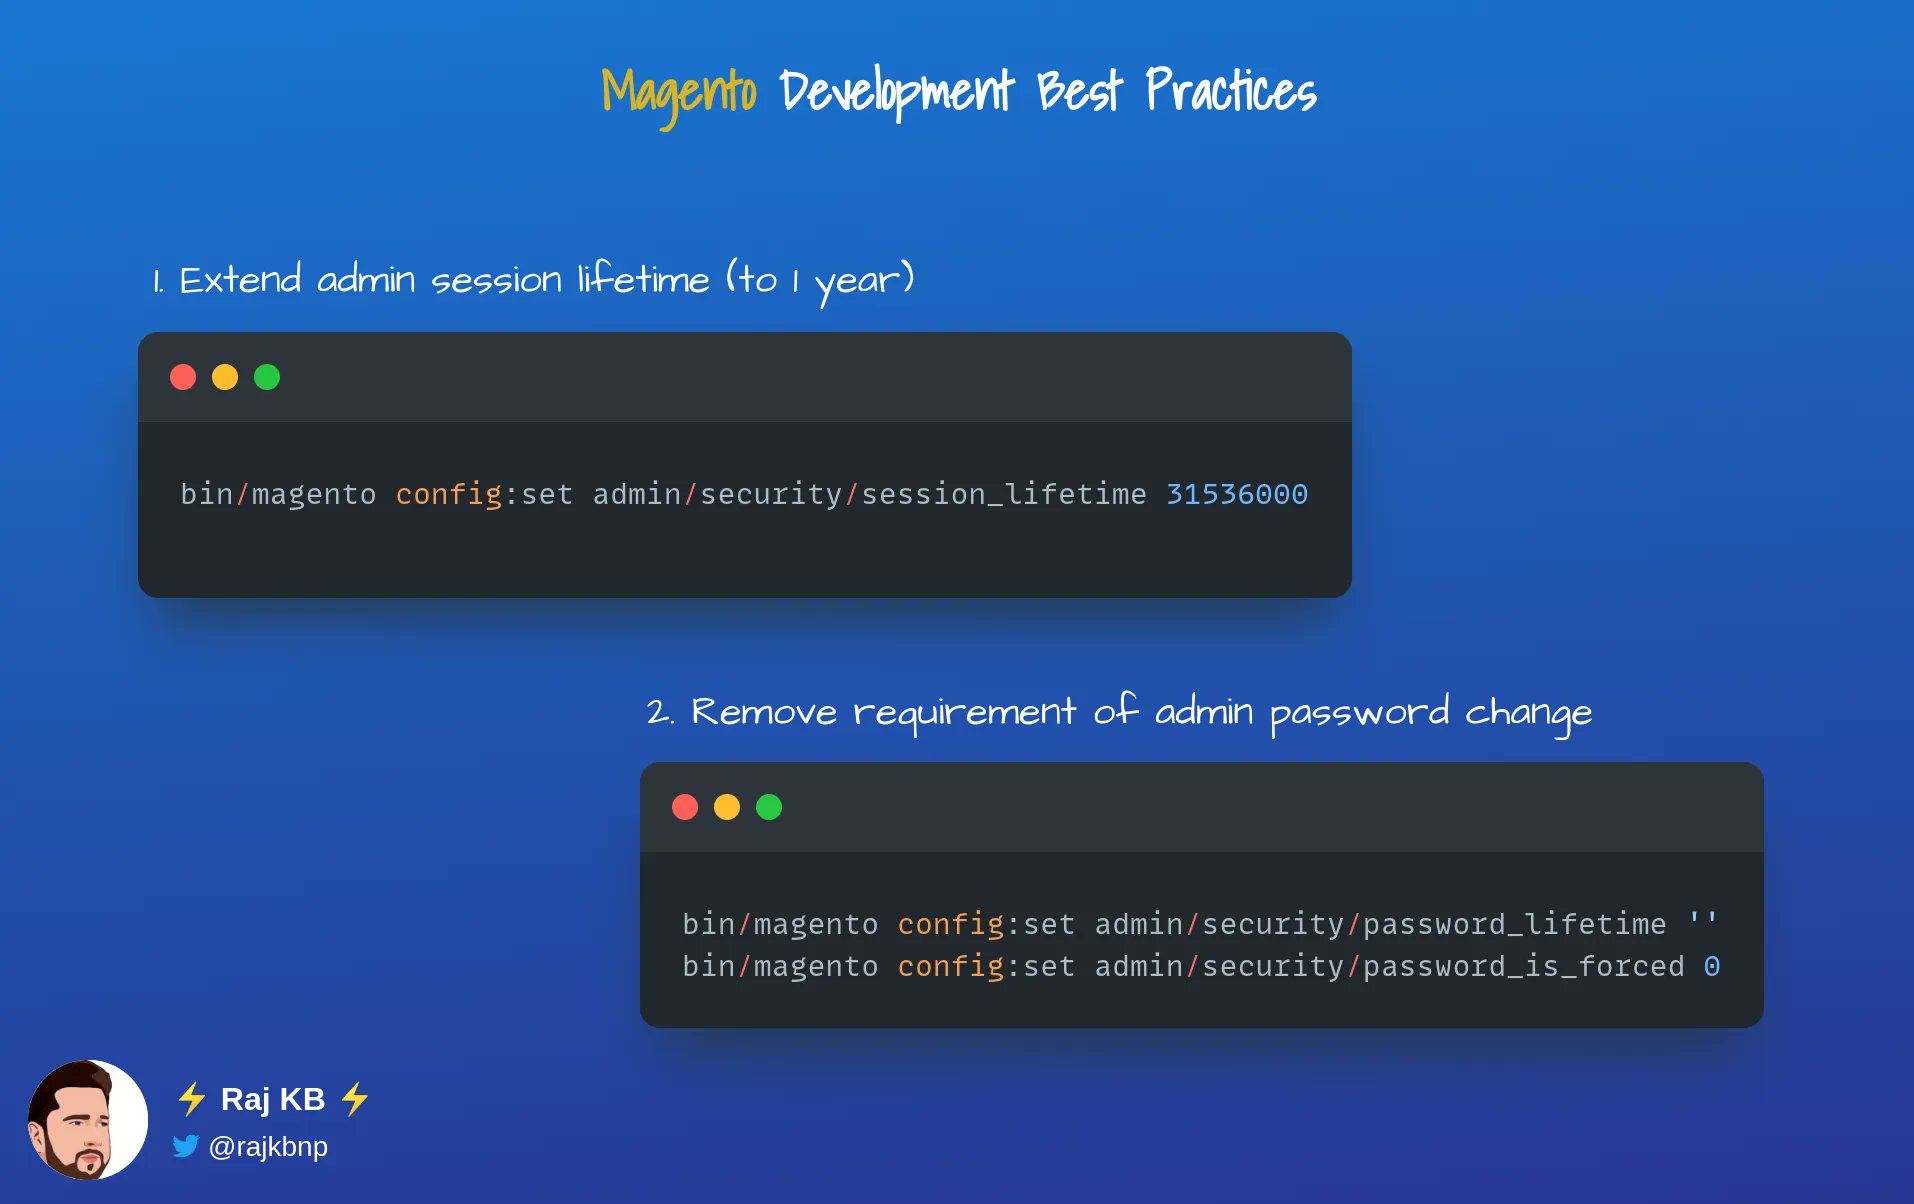 Magento Development Best Practices
1. Extend admin session lifetime (to 1 year)
bin/magento config:set admin/security/session_lifetime 31536000
2. Remove requirement of admin password change
bin/magento config:set admin/security/password_lifetime ''
bin/magento config:set admin/security/password_is_forced 0
⚡ Raj KB ⚡
@rajkbnp